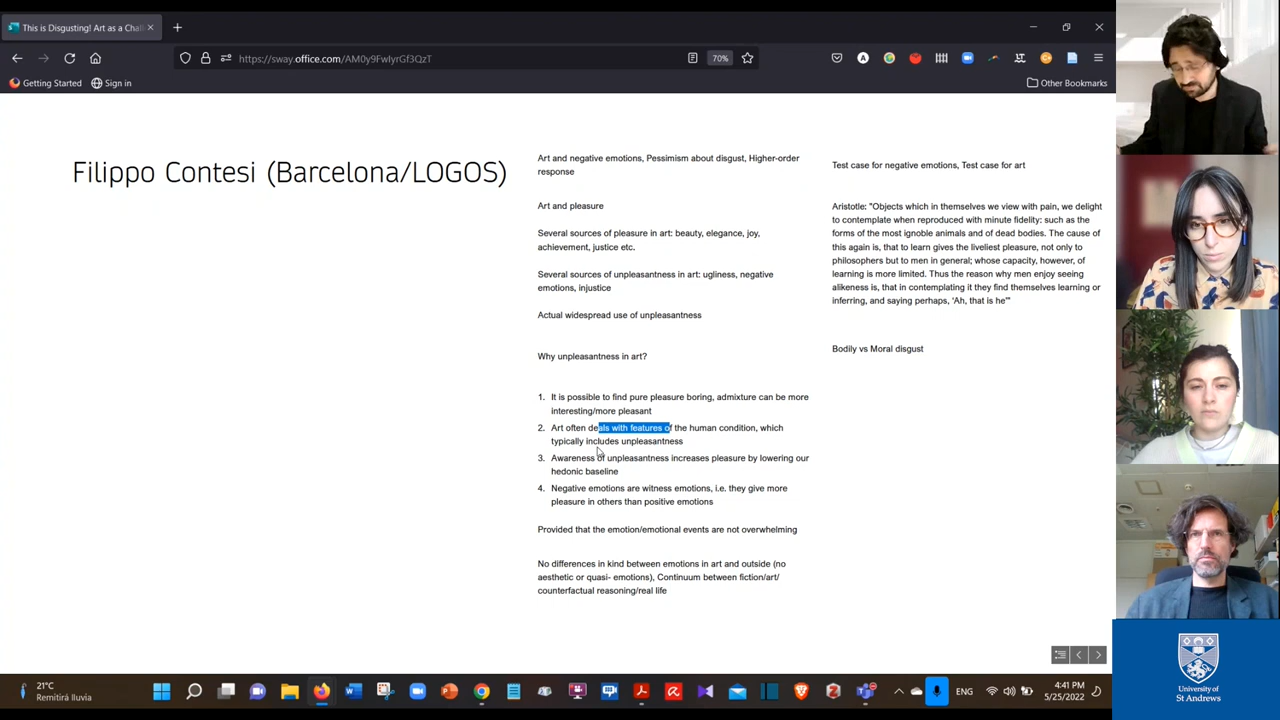 This is Disgusting! Art as a Chall
https://sway.office.com/AM0y9FwIyrGf3QzT
70%
Getting Started
Sign in
Other Bookmarks
Filippo Contesi (Barcelona/LOGOS)
Art and negative emotions, Pessimism about disgust, Higher-order
response
Art and pleasure
Several sources of pleasure in art: beauty, elegance, joy,
achievement, justice etc.
Several sources of unpleasantness in art: ugliness, negative
emotions, injustice
Actual widespread use of unpleasantness
Why unpleasantness in art?
1. It is possible to find pure pleasure boring, admixture can be more
interesting/more pleasant
2. Art often deals with features of the human condition, which
typically includes unpleasantness
3. Awareness of unpleasantness increases pleasure by lowering our
hedonic baseline
4. Negative emotions are witness emotions, i.e. they give more
pleasure in others than positive emotions
Provided that the emotion/emotional events are not overwhelming
No differences in kind between emotions in art and outside (no
aesthetic or quasi- emotions), Continuum between fiction/art/
counterfactual reasoning/real life
Test case for negative emotions, Test case for art
Aristotle: "Objects which in themselves we view with pain, we delight
to contemplate when reproduced with minute fidelity: such as the
forms of the most ignoble animals and of dead bodies. The cause of
this again is, that to learn gives the liveliest pleasure, not only to
philosophers but to men in general; whose capacity, however, of
learning is more limited. Thus the reason why men enjoy seeing
alikeness is, that in contemplating it they find themselves learning or
inferring, and saying perhaps, 'Ah, that is he'"
Bodily vs Moral disgust
21°C
Remitirá lluvia
ENG
4:41 PM
5/25/2022
University of
St Andrews